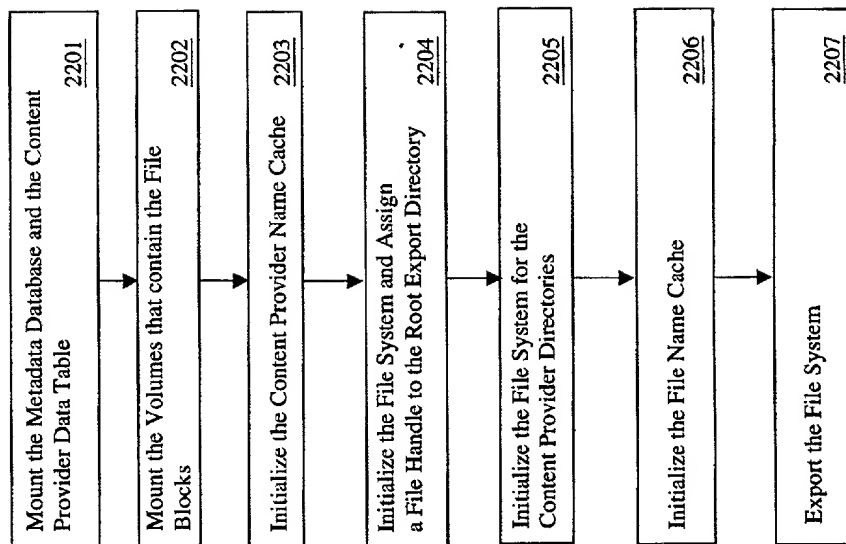 Mount the Metadata Database and the Content
Provider Data Table
2201
Mount the Volumes that contain the File
Blocks
2202
Initialize the Content Provider Name Cache
2203
Initialize the File System and Assign
a File Handle to the Root Export Directory
2204
Initialize the File System for the
Content Provider Directories
2205
Initialize the File Name Cache
2206
Export the File System
2207